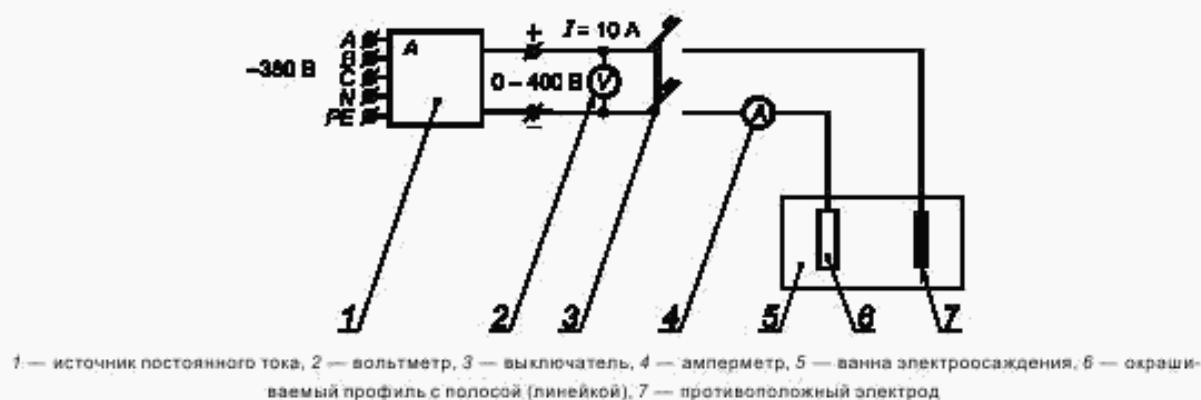 + I = 10 А
A
B
C
N
PE
~380 В
А
0 – 400 В
V
–
А
1 2 3 4 5 6 7
1 — источник постоянного тока, 2 — вольтметр, 3 — выключатель, 4 — амперметр, 5 — ванна электроосаждения, 6 — окраши-
ваемый профиль с полосой (линейкой), 7 — противоположный электрод